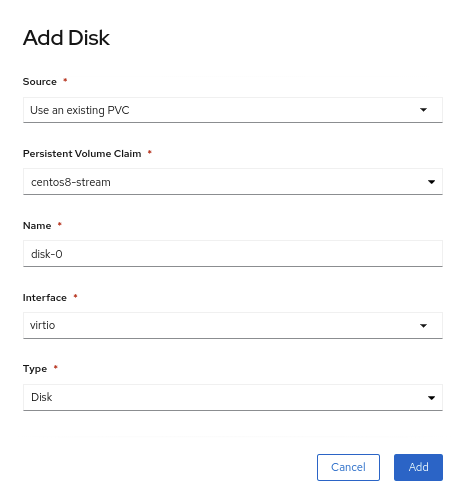 Add Disk
Source *
Use an existing PVC
Persistent Volume Claim *
centos8-stream
Name *
disk-0
Interface *
virtio
Type *
Disk
Cancel Add